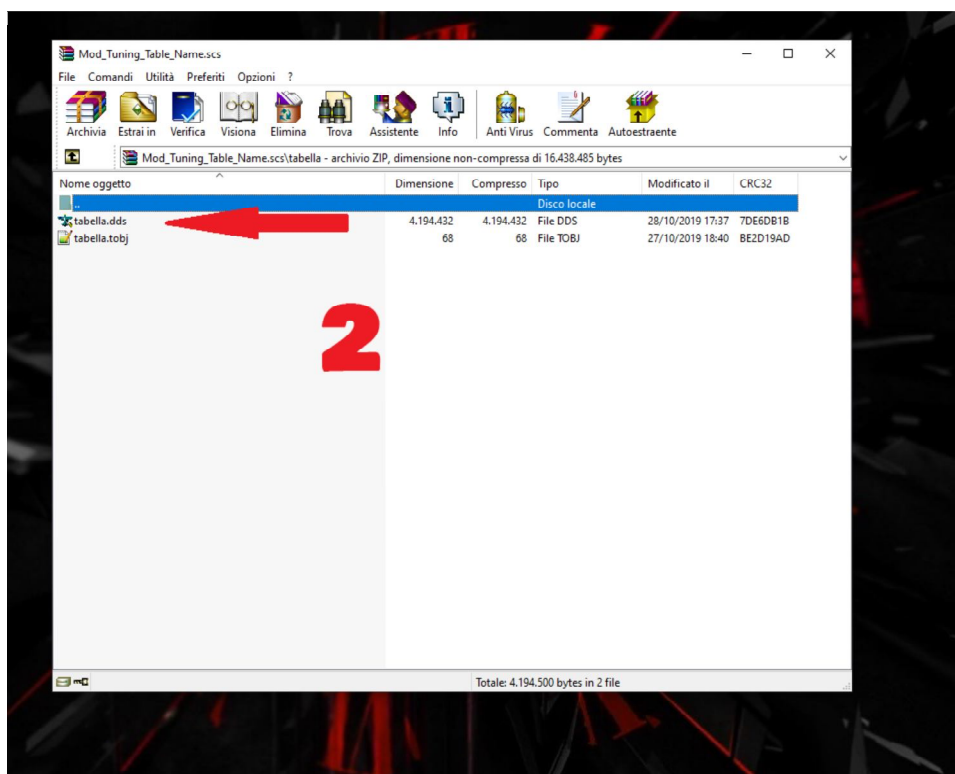 Mod_Tuning_Table_Name.scs
File Comandi Utilità Preferiti Opzioni ?
Archivia Estrai in Verifica Visiona Elimina Trova Assistente Info Anti Virus Commenta Autoestraente
Mod_Tuning_Table_Name.scs\tabella - archivio ZIP, dimensione non-compressa di 16.438.485 bytes
Nome oggetto Dimensione Compresso Tipo Modificato il CRC32
.. Disco locale
tabella.dds 4.194.432 4.194.432 File DDS 28/10/2019 17:37 7DE6DB1B
tabella.tobj 68 68 File TOBJ 27/10/2019 18:40 BE2D19AD
2
Totale: 4.194.500 bytes in 2 file